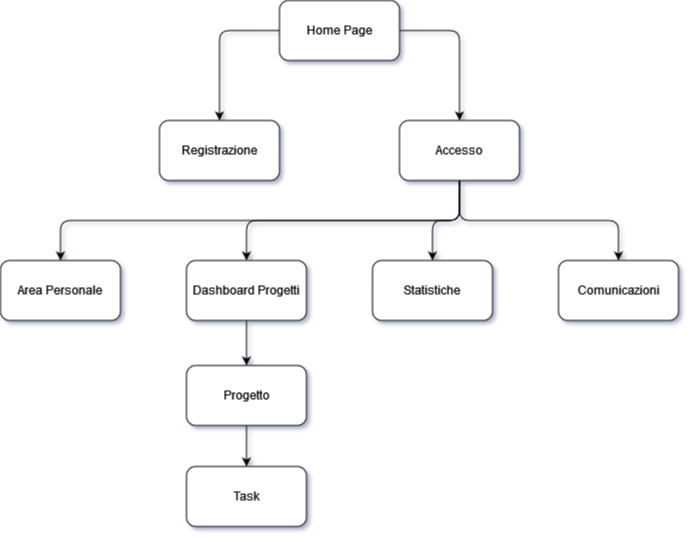 Home Page
Registrazione
Accesso
Area Personale
Dashboard Progetti
Statistiche
Comunicazioni
Progetto
Task